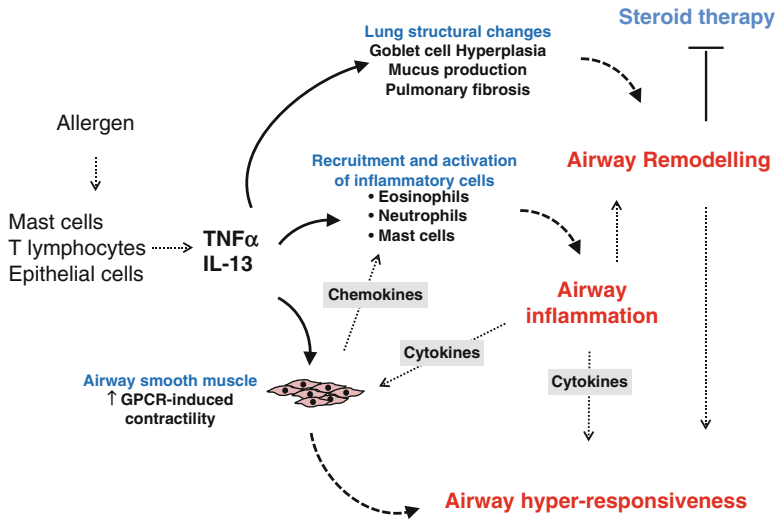 Steroid therapy
Lung structural changes
Goblet cell Hyperplasia
Mucus production
Pulmonary fibrosis
Allergen
Airway Remodelling
Recruitment and activation
of inflammatory cells
• Eosinophils
• Neutrophils
• Mast cells
Mast cells
T lymphocytes
Epithelial cells
TNFα
IL-13
Chemokines
Airway
inflammation
Cytokines
Cytokines
Airway smooth muscle
↑ GPCR-induced
contractility
Airway hyper-responsiveness